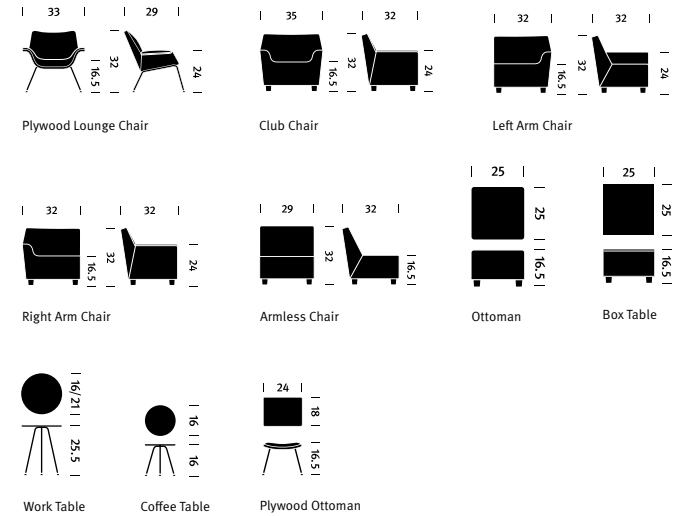 33 29
32 16.5 24
Plywood Lounge Chair
35 32
32 16.5 24
Club Chair
32 32
32 16.5 24
Left Arm Chair
32 32
32 16.5 24
Right Arm Chair
29 32
32 16.5
Armless Chair
25
25
16.5
Ottoman
25
25
16.5
Box Table
16/21
25.5
Work Table
16
16
Coffee Table
24
18
16.5
Plywood Ottoman